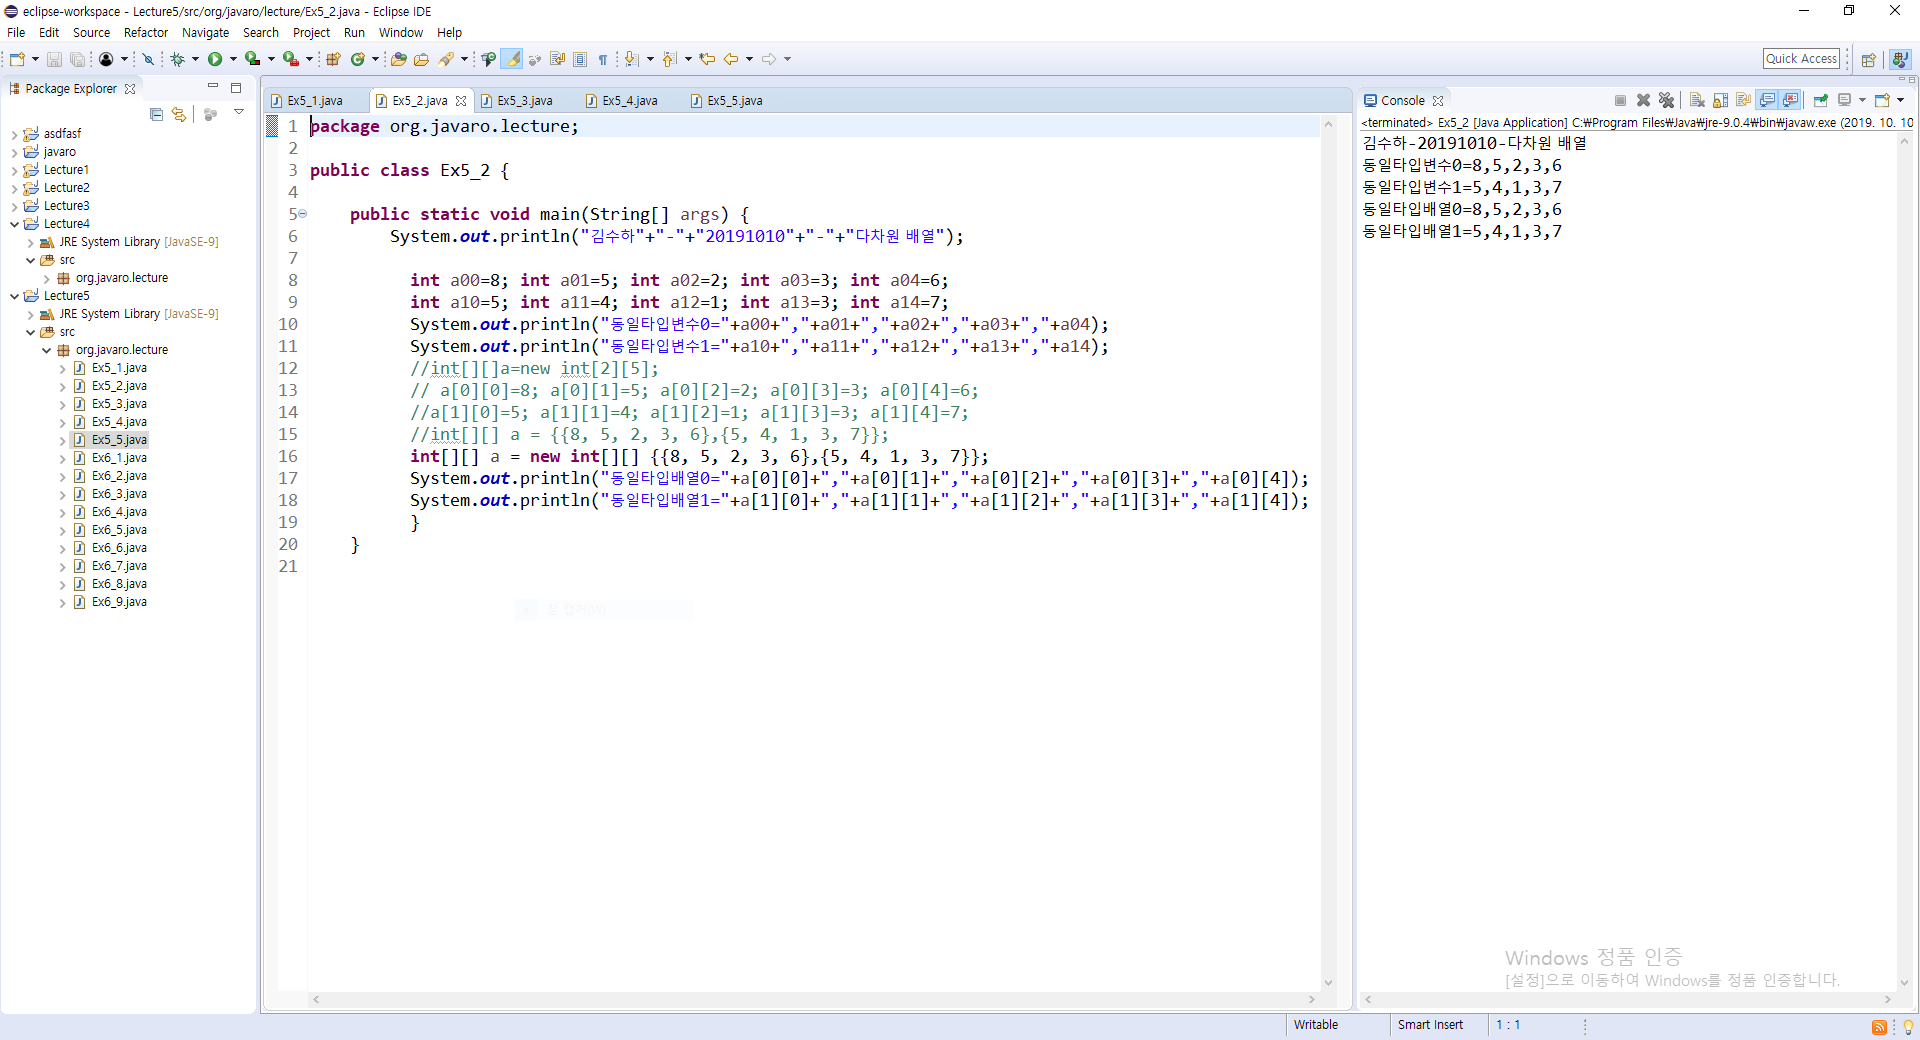 eclipse-workspace - Lecture5/src/org/javaro/lecture/Ex5_2.java - Eclipse IDE
File Edit Source Refactor Navigate Search Project Run Window Help
Quick Access
Package Explorer
asdfasf
javaro
Lecture1
Lecture2
Lecture3
Lecture4
JRE System Library [JavaSE-9]
src
org.javaro.lecture
Lecture5
JRE System Library [JavaSE-9]
src
org.javaro.lecture
Ex5_1.java
Ex5_2.java
Ex5_3.java
Ex5_4.java
Ex5_5.java
Ex6_1.java
Ex6_2.java
Ex6_3.java
Ex6_4.java
Ex6_5.java
Ex6_6.java
Ex6_7.java
Ex6_8.java
Ex6_9.java
Ex5_1.java Ex5_2.java Ex5_3.java Ex5_4.java Ex5_5.java
1 package org.javaro.lecture;
2
3 public class Ex5_2 {
4
5 public static void main(String[] args) {
6 System.out.println("김수하"+"-"+"20191010"+"-"+"다차원 배열");
7
8 int a00=8; int a01=5; int a02=2; int a03=3; int a04=6;
9 int a10=5; int a11=4; int a12=1; int a13=3; int a14=7;
10 System.out.println("동일타입변수0="+a00+","+a01+","+a02+","+a03+","+a04);
11 System.out.println("동일타입변수1="+a10+","+a11+","+a12+","+a13+","+a14);
12 //int[][]a=new int[2][5];
13 // a[0][0]=8; a[0][1]=5; a[0][2]=2; a[0][3]=3; a[0][4]=6;
14 //a[1][0]=5; a[1][1]=4; a[1][2]=1; a[1][3]=3; a[1][4]=7;
15 //int[][] a = {{8, 5, 2, 3, 6},{5, 4, 1, 3, 7}};
16 int[][] a = new int[][] {{8, 5, 2, 3, 6},{5, 4, 1, 3, 7}};
17 System.out.println("동일타입배열0="+a[0][0]+","+a[0][1]+","+a[0][2]+","+a[0][3]+","+a[0][4]);
18 System.out.println("동일타입배열1="+a[1][0]+","+a[1][1]+","+a[1][2]+","+a[1][3]+","+a[1][4]);
19 }
20 }
21
Console
<terminated> Ex5_2 [Java Application] C:₩Program Files₩Java₩jre-9.0.4₩bin₩javaw.exe (2019. 10. 10
김수하-20191010-다차원 배열
동일타입변수0=8,5,2,3,6
동일타입변수1=5,4,1,3,7
동일타입배열0=8,5,2,3,6
동일타입배열1=5,4,1,3,7
Windows 정품 인증
[설정]으로 이동하여 Windows를 정품 인증합니다.
Writable Smart Insert 1 : 1